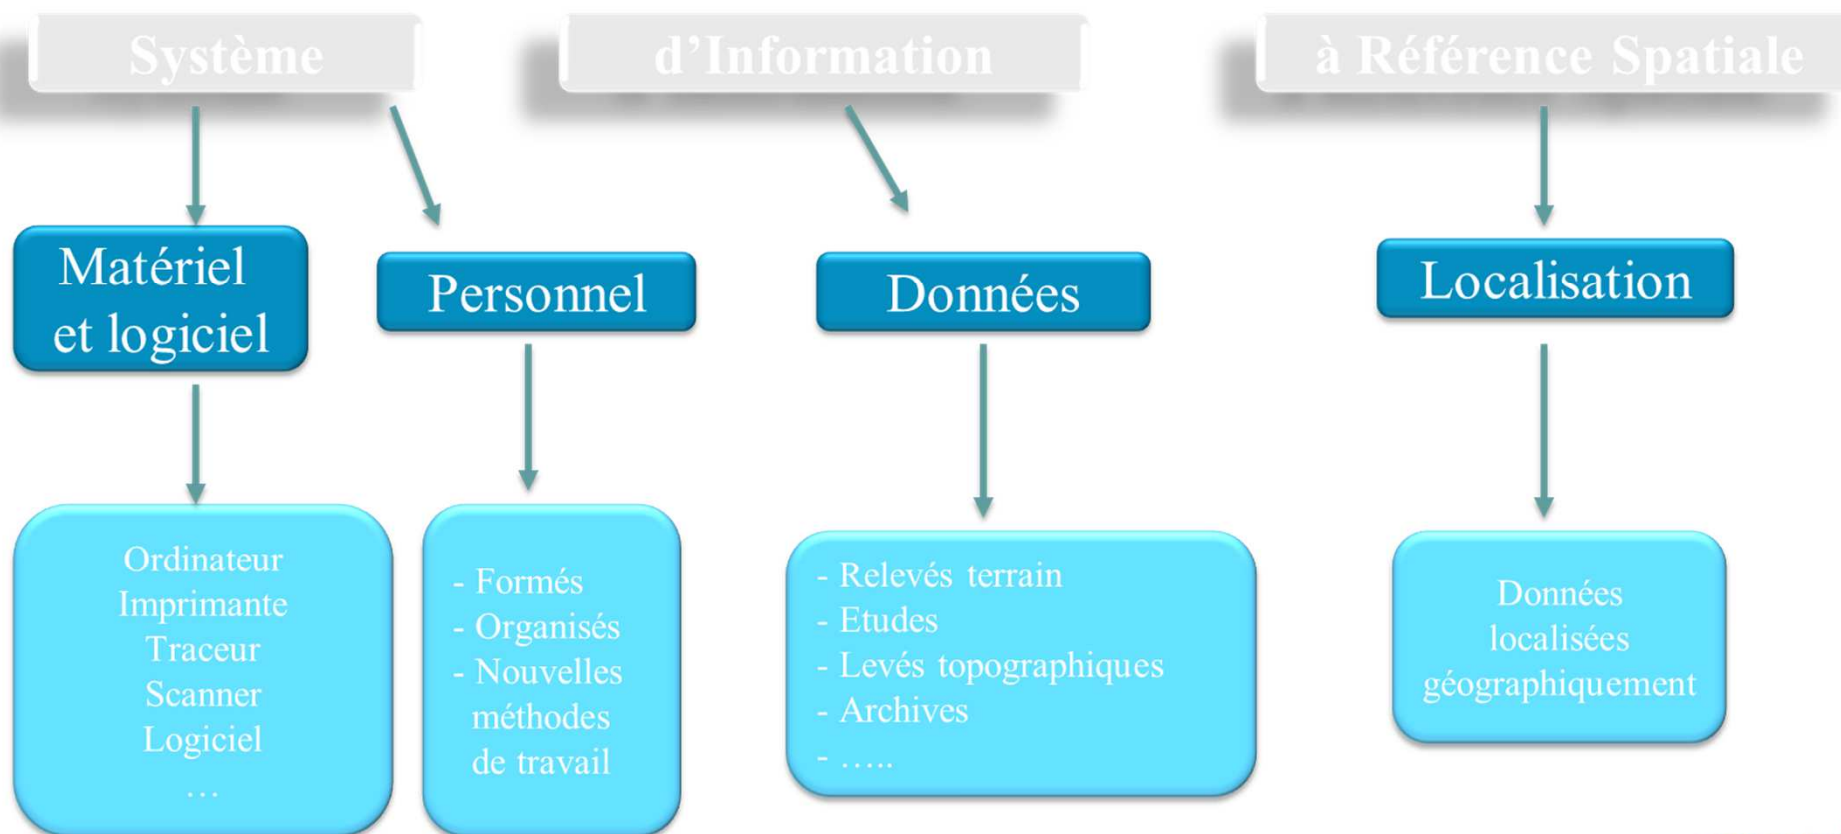 Système
d’Information
à Référence Spatiale
Matériel
et logiciel
Personnel
Données
Localisation
Ordinateur
Imprimante
Traceur
Scanner
Logiciel
…
- Formés
- Organisés
- Nouvelles
méthodes
de travail
- Relevés terrain
- Etudes
- Levés topographiques
- Archives
- …..
Données
localisées
géographiquement